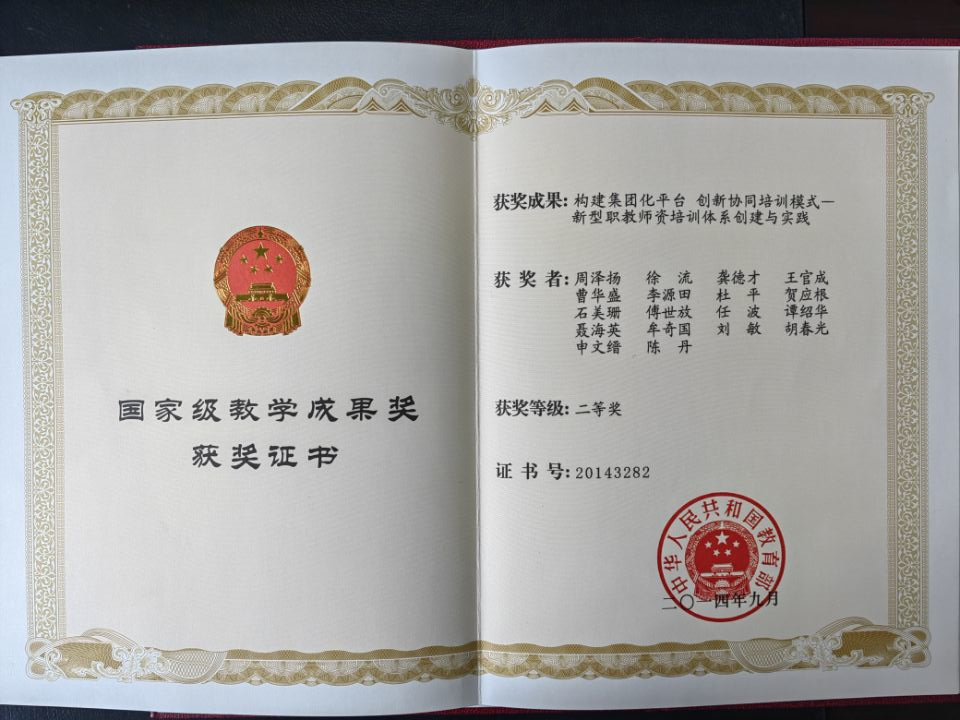 国家级教学成果奖
获奖证书
获奖成果: 构建集团化平台 创新协同培训模式—
新型职教师资培训体系创建与实践
获 奖 者: 周泽扬 徐 流 龚德才 王官成
曹华盛 李源田 杜 平 贺应根
石美珊 傅世放 任 波 谭绍华
聂海英 牟奇国 刘 敏 胡春光
申文缙 陈 丹
获奖等级: 二等奖
证 书 号: 20143282
中华人民共和国教育部
二〇一四年九月